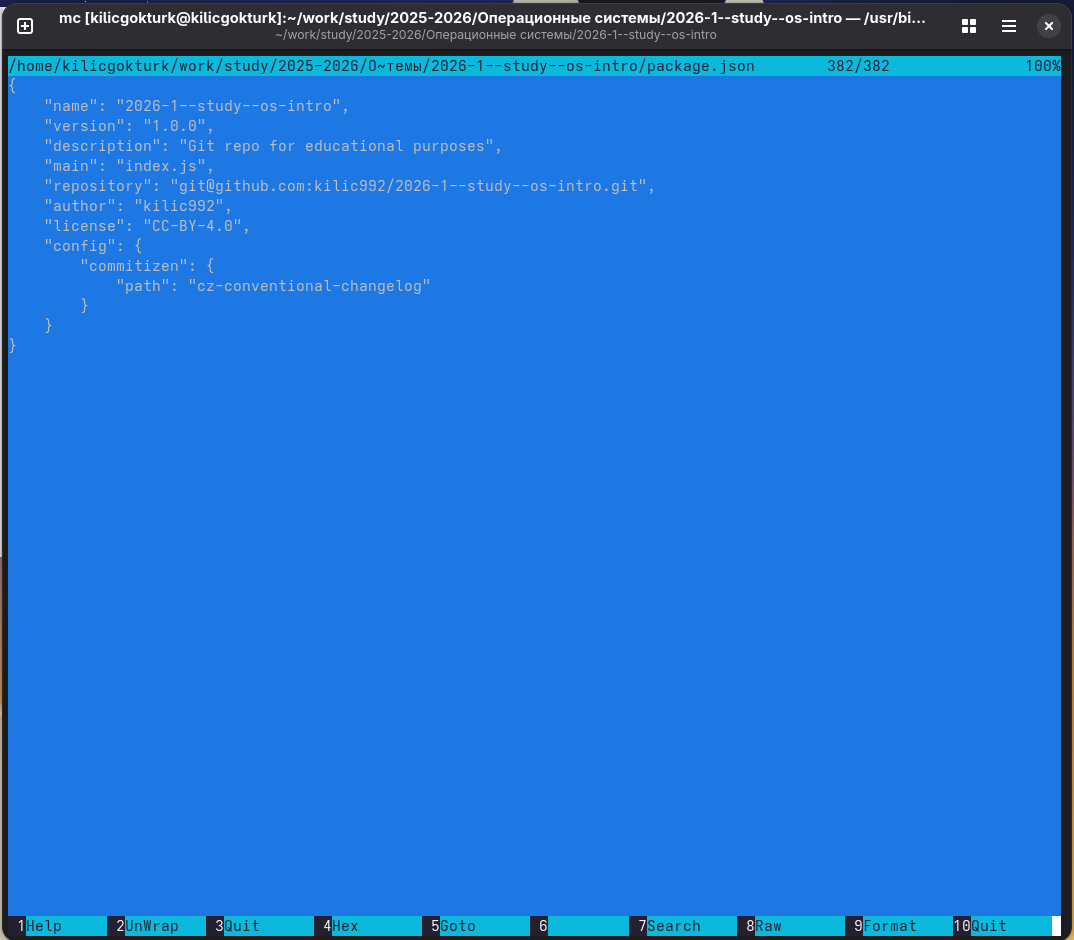 mc [kilicgokturk@kilicgokturk]:~/work/study/2025-2026/Операционные системы/2026-1--study--os-intro — /usr/bi...
~/work/study/2025-2026/Операционные системы/2026-1--study--os-intro
/home/kilicgokturk/work/study/2025-2026/О~темы/2026-1--study--os-intro/package.json        382/382               100%
{
    "name": "2026-1--study--os-intro",
    "version": "1.0.0",
    "description": "Git repo for educational purposes",
    "main": "index.js",
    "repository": "git@github.com:kilic992/2026-1--study--os-intro.git",
    "author": "kilic992",
    "license": "CC-BY-4.0",
    "config": {
        "commitizen": {
            "path": "cz-conventional-changelog"
        }
    }
}
1Help 2UnWrap 3Quit 4Hex 5Goto 6 7Search 8Raw 9Format 10Quit